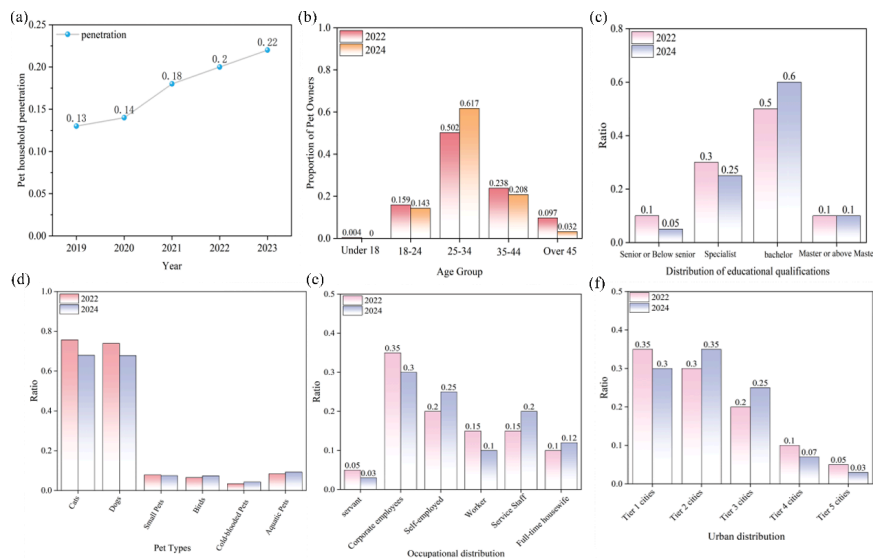 (a)
penetration
0.25
0.20
0.15
0.10
0.05
0.00
Pet household penetration
0.13
0.14
0.18
0.2
0.22
2019 2020 2021 2022 2023
Year
(b)
2022
2024
1.0
0.8
0.6
0.4
0.2
0.0
Proportion of Pet Owners
0.004 0
0.159 0.143
0.502 0.617
0.238 0.208
0.097 0.032
Under 18 18-24 25-34 35-44 Over 45
Age Group
(c)
2022
2024
0.8
0.6
0.4
0.2
0.0
Ratio
0.1 0.05
0.3 0.25
0.5 0.6
0.1 0.1
Senior or Below senior Specialist bachelor Master or above Maste
Distribution of educational qualifications
(d)
2022
2024
1.0
0.8
0.6
0.4
0.2
0.0
Ratio
Cats Dogs Small Pets Birds Cold-blooded Pets Aquatic Pets
Pet Types
(e)
2022
2024
0.5
0.4
0.3
0.2
0.1
0.0
Ratio
0.05 0.03
0.35 0.3
0.2 0.25
0.15 0.1
0.15 0.2
0.1 0.12
servant Corporate employees Self-employed Worker Service Staff Full-time housewife
Occupational distribution
(f)
2022
2024
0.5
0.4
0.3
0.2
0.1
0.0
Ratio
0.35 0.3
0.3 0.35
0.2 0.25
0.1 0.07
0.05 0.03
Tier 1 cities Tier 2 cities Tier 3 cities Tier 4 cities Tier 5 cities
Urban distribution